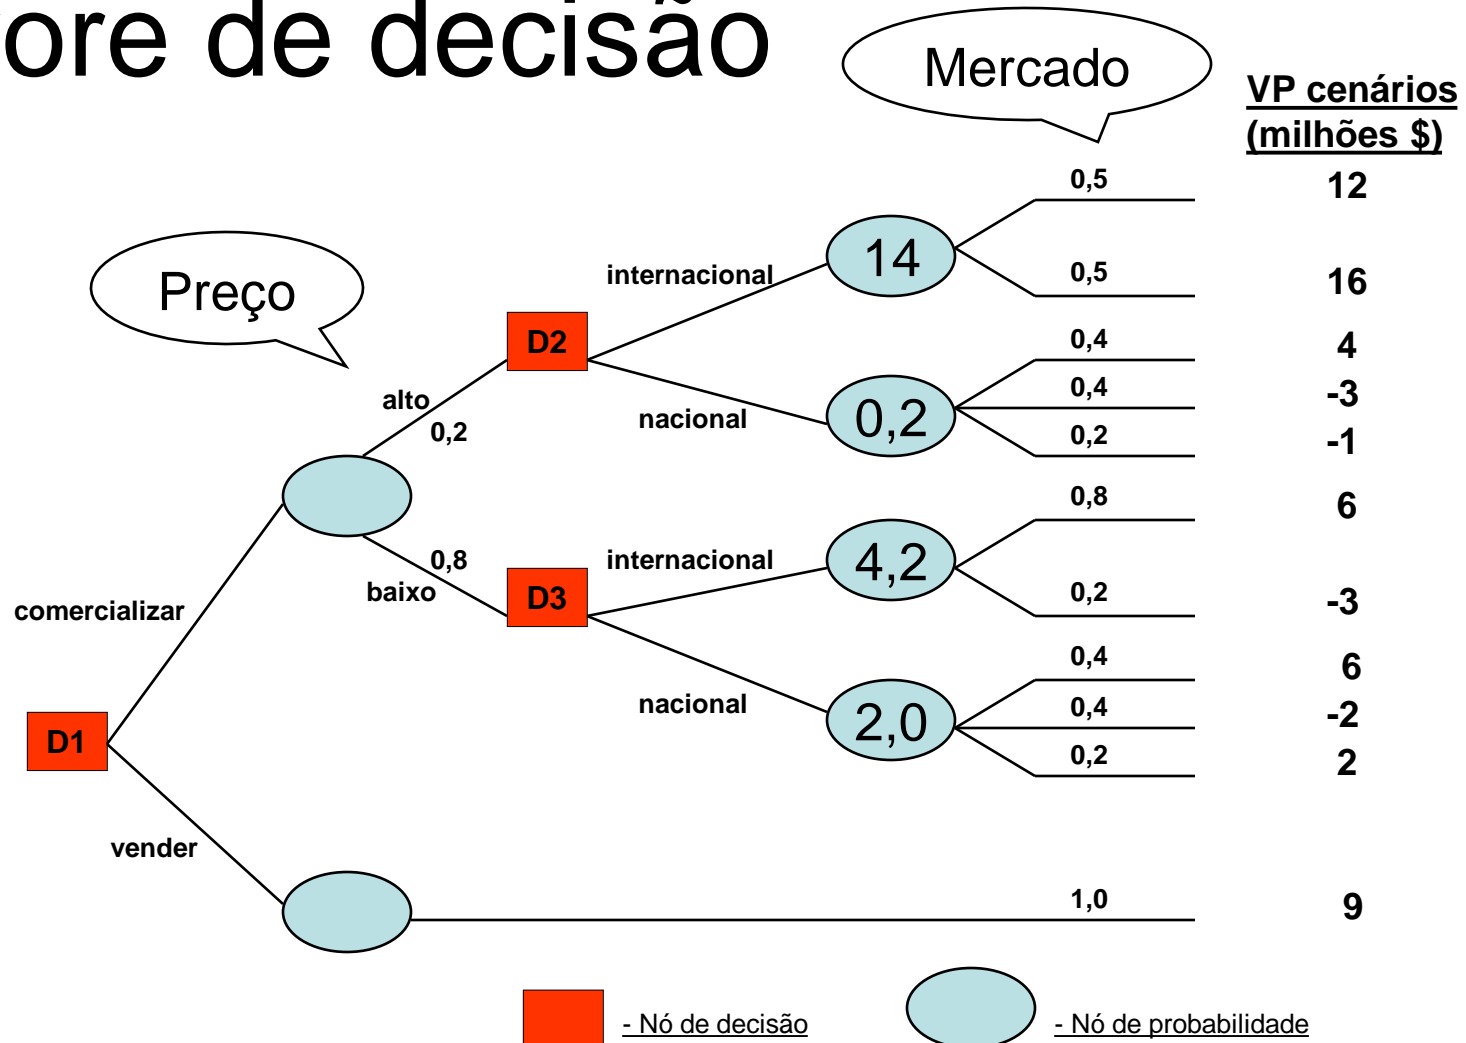 ore de decisão
Mercado
VP cenários
(milhões $)
0,5
12
Preço
internacional
14
0,5
16
D2
0,4
4
alto
0,2
nacional
0,2
0,4
-3
0,2
-1
0,8
6
0,8
baixo
internacional
4,2
D3
0,2
-3
comercializar
0,4
6
nacional
2,0
0,4
-2
D1
0,2
2
vender
1,0
9
- Nó de decisão
- Nó de probabilidade